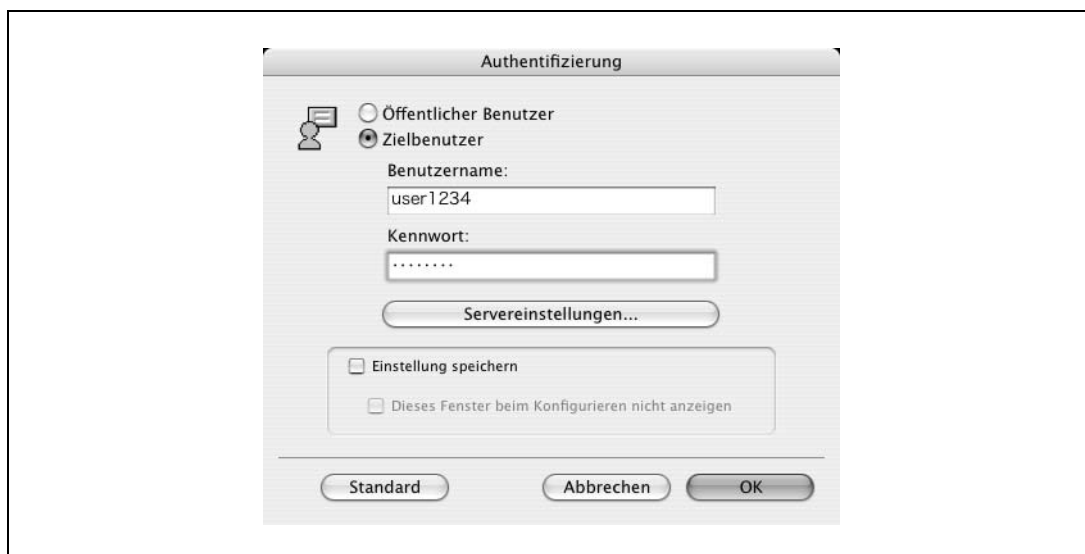 Authentifizierung
Öffentlicher Benutzer
Zielbenutzer
Benutzername:
user1234
Kennwort:
········
Servereinstellungen...
Einstellung speichern
Dieses Fenster beim Konfigurieren nicht anzeigen
Standard Abbrechen OK